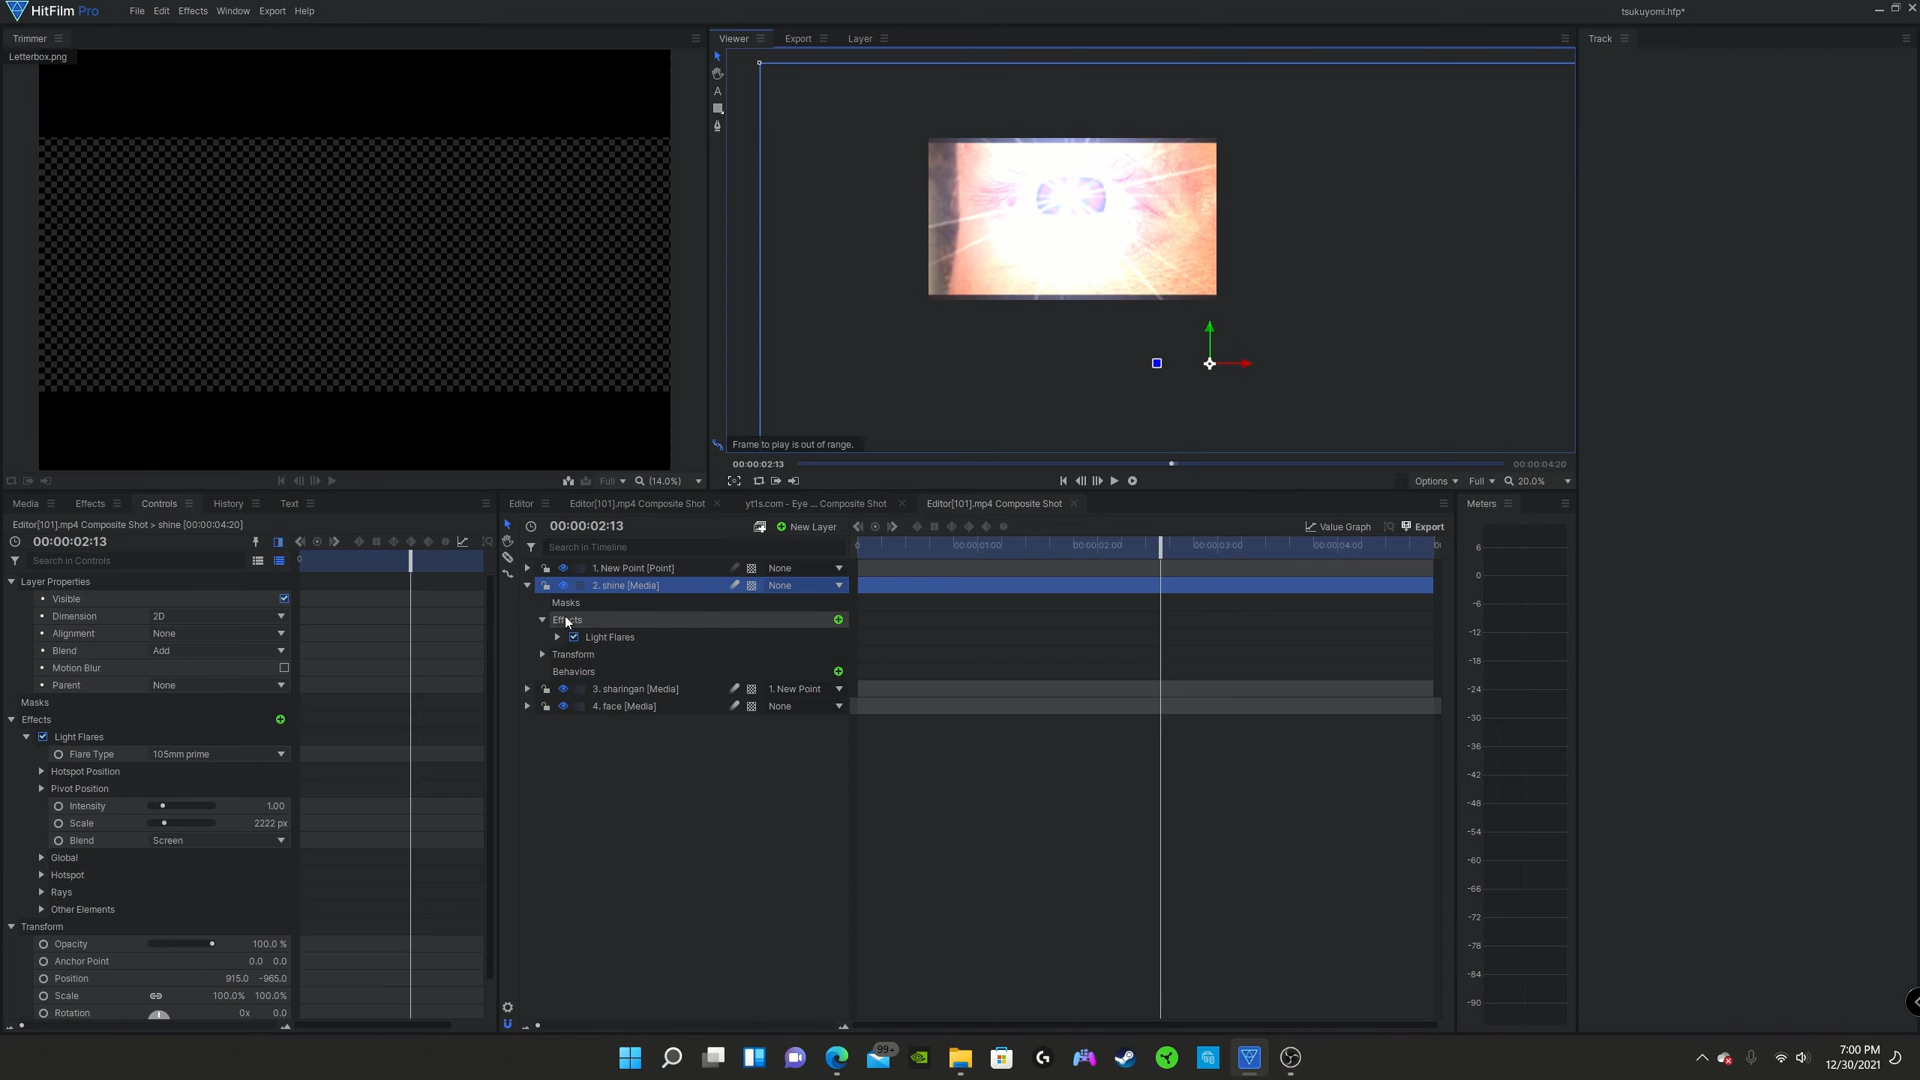 HitFilm Pro
File Edit Effects Window Export Help
tsukuyomi.hfp*
Trimmer
Letterbox.png
Viewer Export Layer
Track
Frame to play is out of range.
00:00:02:13
00:00:04:20
Full (14.0%)
Options Full 20.0%
Media Effects Controls History Text
Editor Editor[101].mp4 Composite Shot yt1s.com - Eye ... Composite Shot Editor[101].mp4 Composite Shot
Meters
Editor[101].mp4 Composite Shot > shine [00:00:04:20]
00:00:02:13
Search in Controls
0
00:00:02:13
New Layer
Value Graph
Export
Search in Timeline
0 00:00:01:00 00:00:02:00 00:00:03:00 00:00:04:00
Layer Properties
Visible
Dimension 2D
Alignment None
Blend Add
Motion Blur
Parent None
Masks
Effects
Light Flares
Flare Type 105mm prime
Hotspot Position
Pivot Position
Intensity 1.00
Scale 2222 px
Blend Screen
Global
Hotspot
Rays
Other Elements
Transform
Opacity 100.0 %
Anchor Point 0.0 0.0
Position 915.0 -965.0
Scale 100.0% 100.0%
Rotation 0x 0.0
1. New Point [Point] None
2. shine [Media] None
Masks
Effects
Light Flares
Transform
Behaviors
3. sharingan [Media] 1. New Point
4. face [Media] None
6
0
-6
-12
-18
-24
-30
-36
-42
-48
-54
-60
-66
-72
-78
-84
-90
99+
7:00 PM
12/30/2021